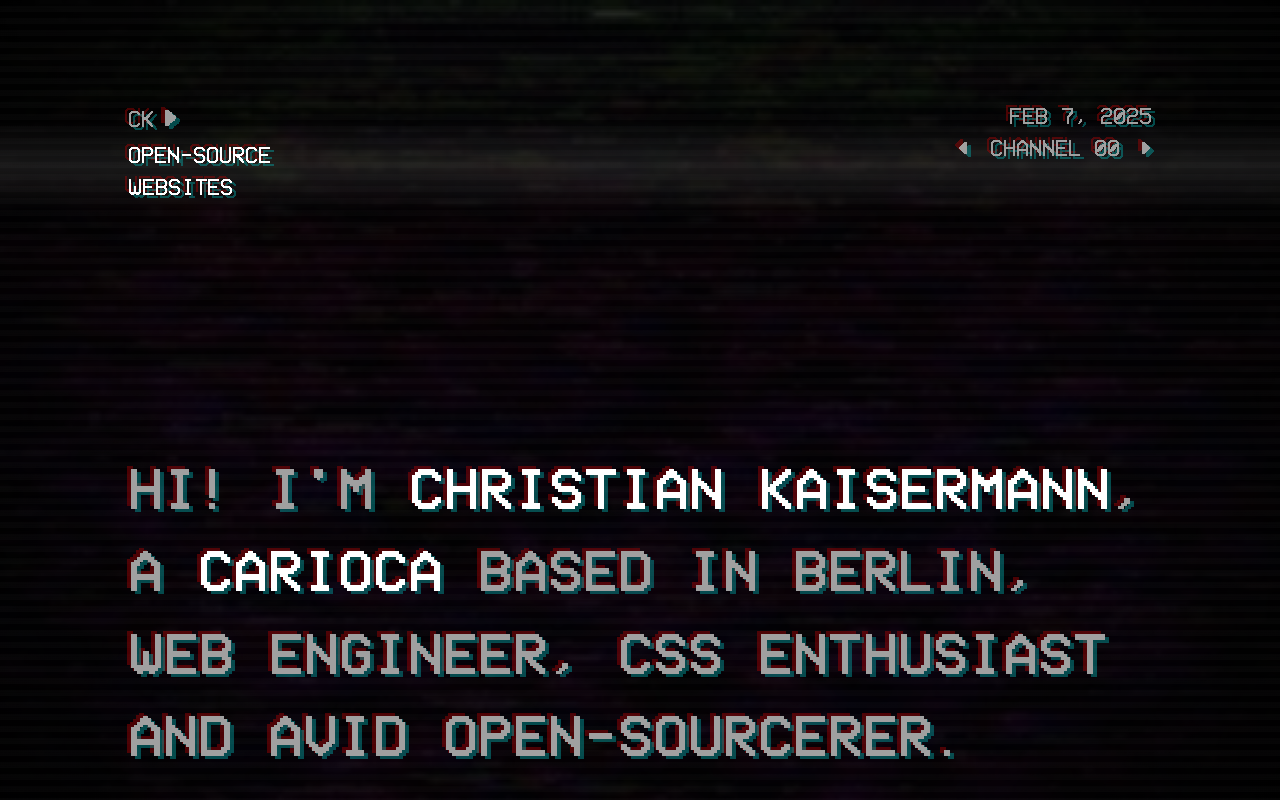 CK
FEB 7, 2025
CHANNEL 00
OPEN-SOURCE
WEBSITES
HI! I'M CHRISTIAN KAISERMANN,
A CARIOCA BASED IN BERLIN,
WEB ENGINEER, CSS ENTHUSIAST
AND AVID OPEN-SOURCERER.